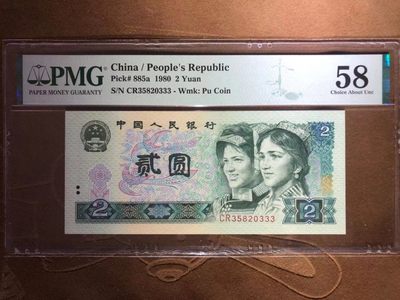 PMG
PAPER MONEY GUARANTY
China / People's Republic
Pick# 885a 1980 2 Yuan
S/N CR35820333 - Wmk: Pu Coin
58
Choice About Unc
中国人民银行
2
贰圆
2
CR35820333
2